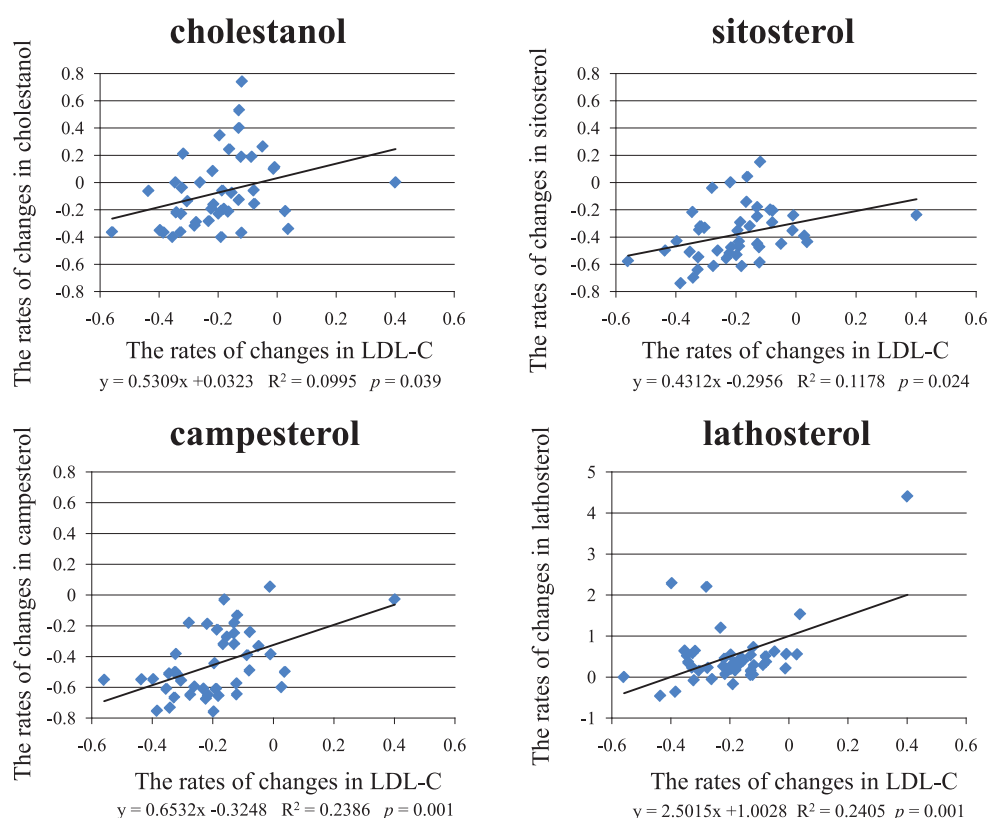 cholestanol
The rates of changes in cholestanol
0.8
0.6
0.4
0.2
0
-0.2
-0.4
-0.6
-0.8
-0.6 -0.4 -0.2 0 0.2 0.4 0.6
The rates of changes in LDL-C
y = 0.5309x +0.0323 R² = 0.0995 p = 0.039
sitosterol
The rates of changes in sitosterol
0.8
0.6
0.4
0.2
0
-0.2
-0.4
-0.6
-0.8
-0.6 -0.4 -0.2 0 0.2 0.4 0.6
The rates of changes in LDL-C
y = 0.4312x -0.2956 R² = 0.1178 p = 0.024
campesterol
The rates of changes in campesterol
0.8
0.6
0.4
0.2
0
-0.2
-0.4
-0.6
-0.8
-0.6 -0.4 -0.2 0 0.2 0.4 0.6
The rates of changes in LDL-C
y = 0.6532x -0.3248 R² = 0.2386 p = 0.001
lathosterol
The rates of changes in lathosterol
5
4
3
2
1
0
-1
-0.6 -0.4 -0.2 0 0.2 0.4 0.6
The rates of changes in LDL-C
y = 2.5015x +1.0028 R² = 0.2405 p = 0.001